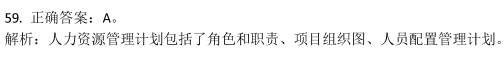 59. 正确答案：A。
解析：人力资源管理计划包括了角色和职责、项目组织图、人员配置管理计划。